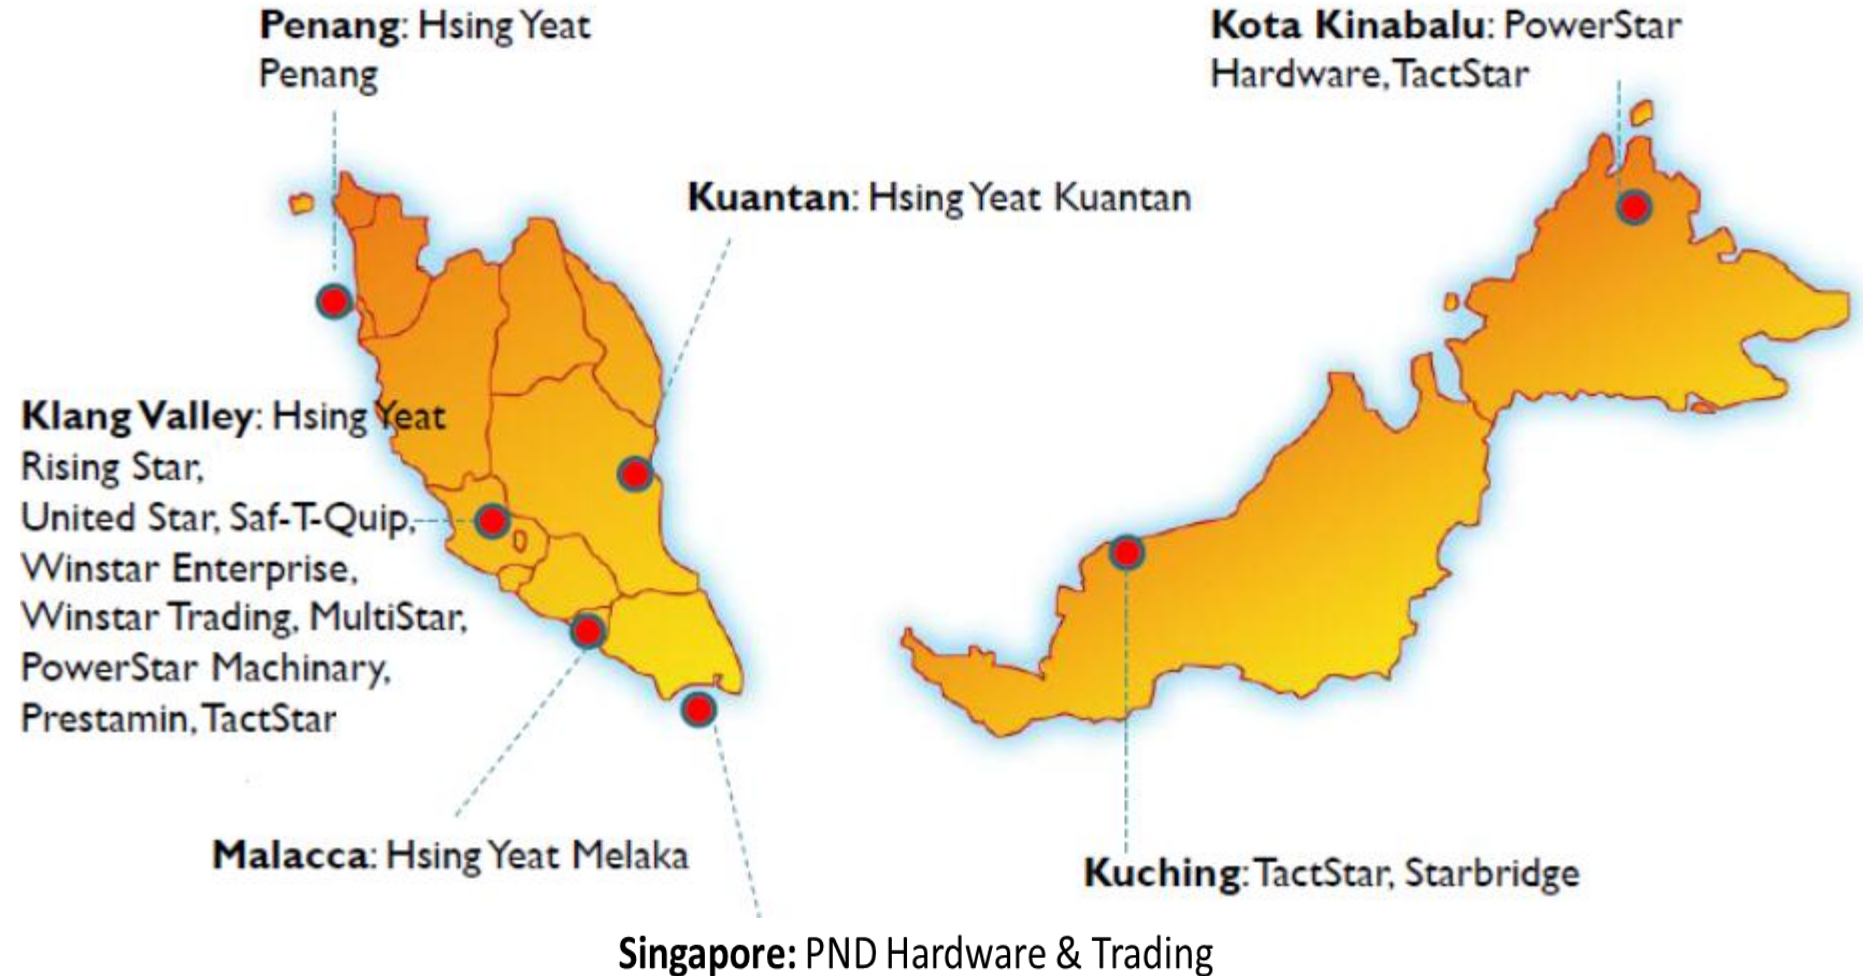 Penang: Hsing Yeat
Penang
Kota Kinabalu: PowerStar
Hardware, TactStar
Kuantan: Hsing Yeat Kuantan
Klang Valley: Hsing Yeat
Rising Star,
United Star, Saf-T-Quip,
Winstar Enterprise,
Winstar Trading, MultiStar,
PowerStar Machinary,
Prestamin, TactStar
Malacca: Hsing Yeat Melaka
Kuching: TactStar, Starbridge
Singapore: PND Hardware & Trading